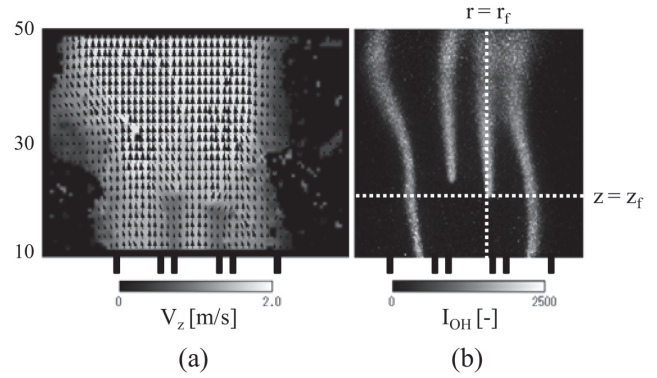 r = r_f
50
30
10
z = z_f
0 2.0
0 2500
V_z [m/s]
I_OH [-]
(a)
(b)